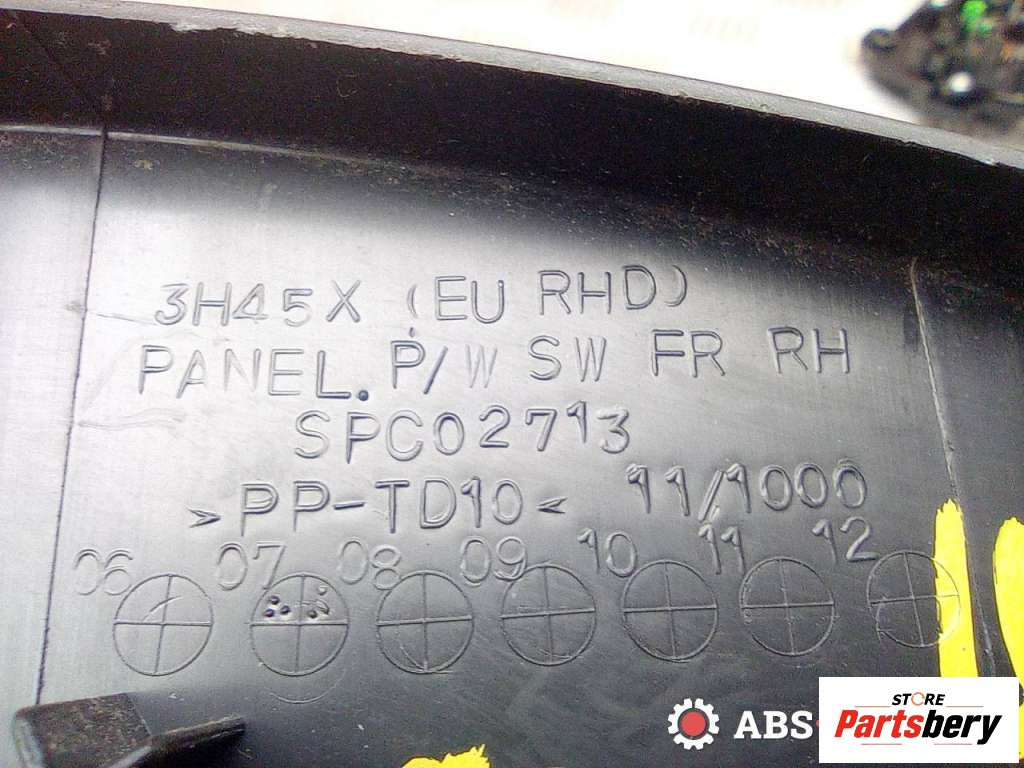 3H45X (EU RHD)
PANEL. P/W SW FR RH
SPC02713
>PP-TD10< 11/1000
06 07 08 09 10 11 12
ABS-
STORE
Partsbery